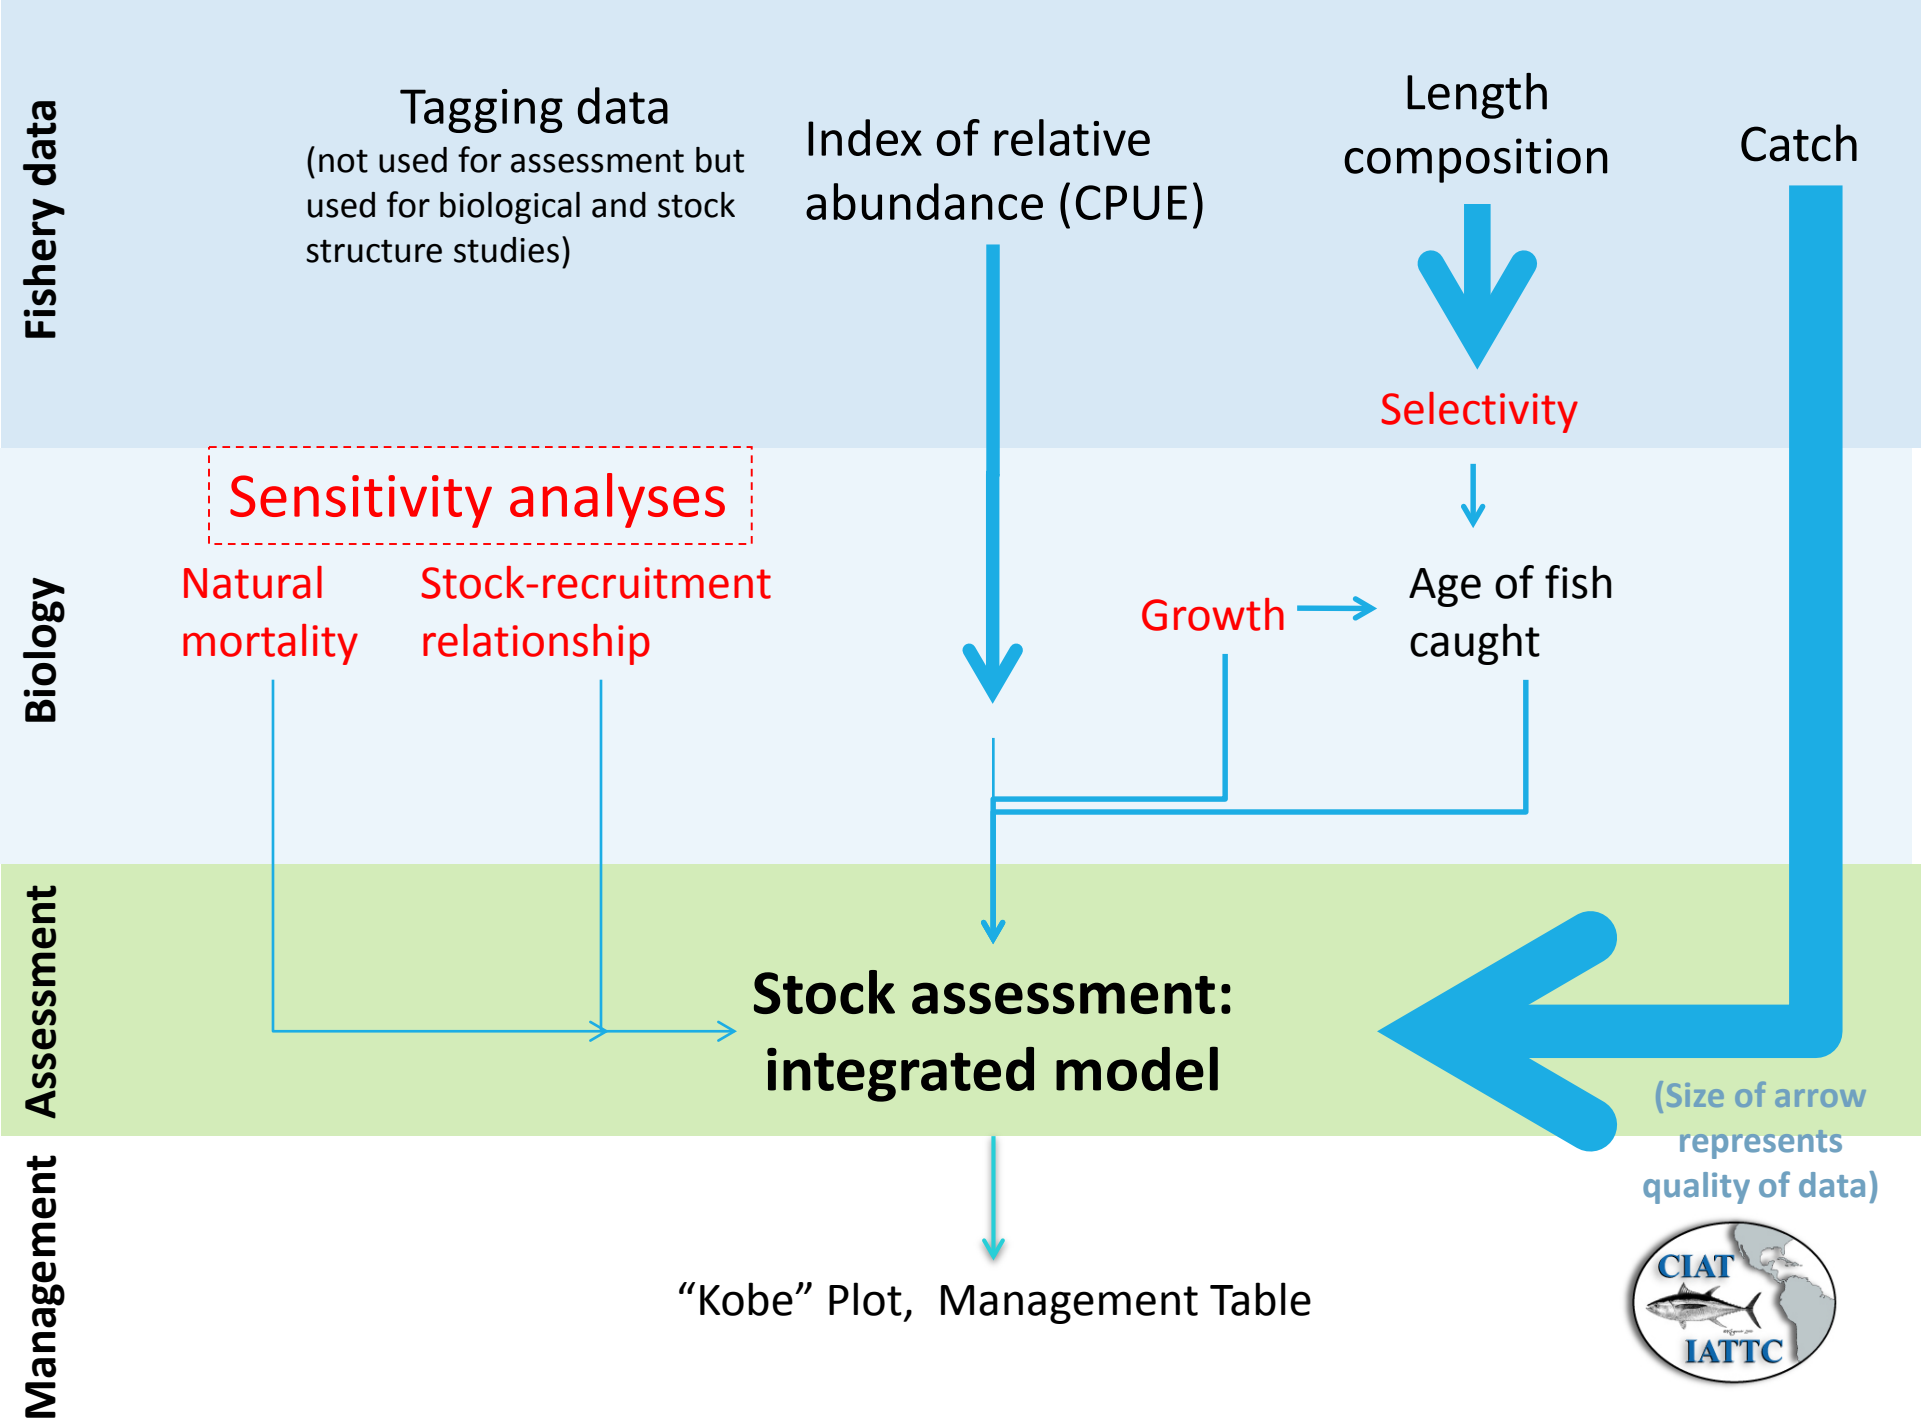 Fishery data
Tagging data
(not used for assessment but
used for biological and stock
structure studies)
Index of relative
abundance (CPUE)
Length
composition
Catch
Selectivity
Biology
Sensitivity analyses
Natural
mortality
Stock-recruitment
relationship
Growth
Age of fish
caught
Assessment
Stock assessment:
integrated model
(Size of arrow
represents
quality of data)
Management
“Kobe” Plot,  Management Table
CIAT
IATTC